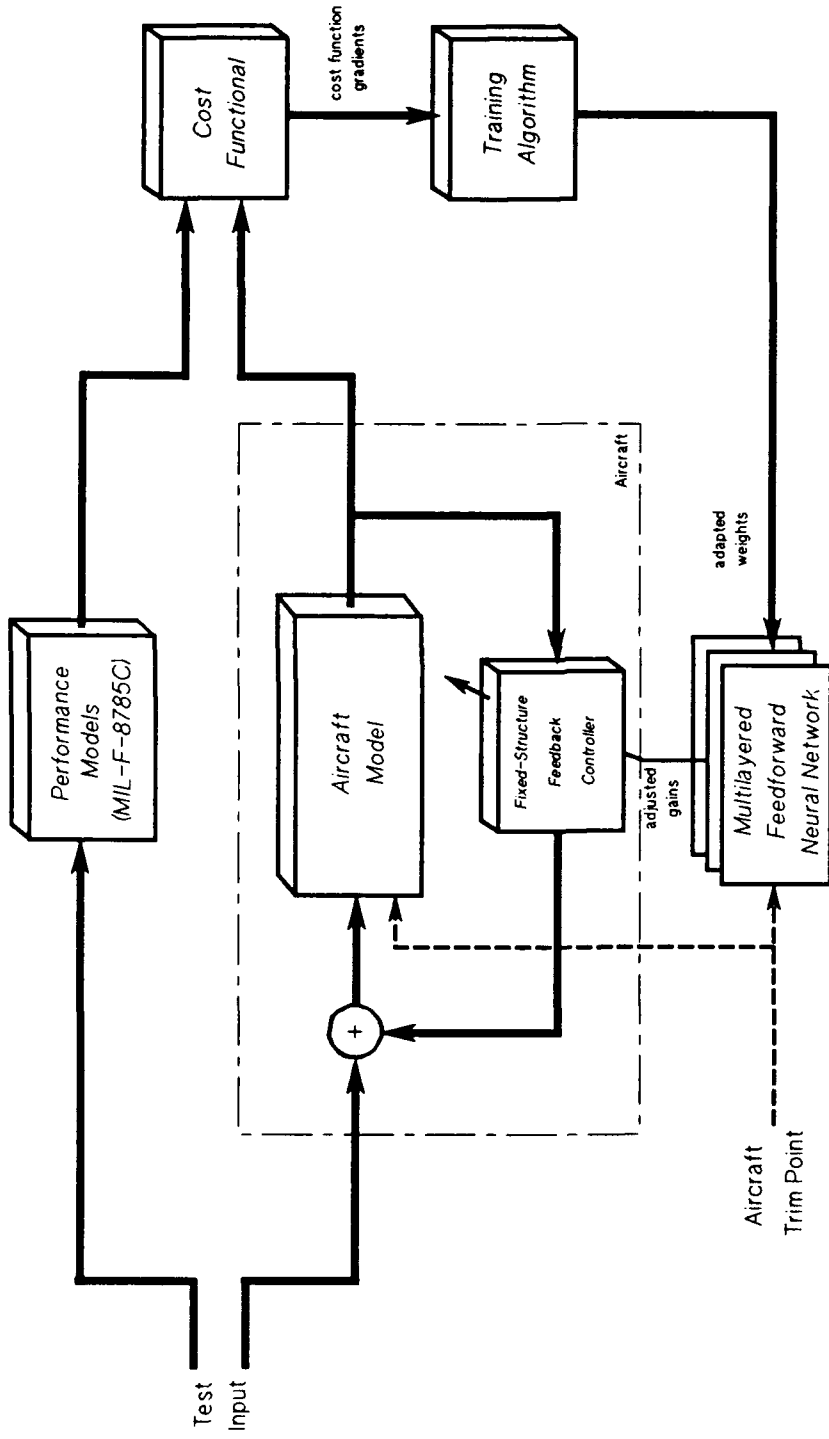 Test
Input
Performance
Models
(MIL-F-8785C)
Cost
Functional
cost function
gradients
Training
Algorithm
+
Aircraft
Model
Fixed-Structure
Feedback
Controller
Aircraft
adjusted
gains
adapted
weights
Multilayered
Feedforward
Neural Network
Aircraft
Trim Point